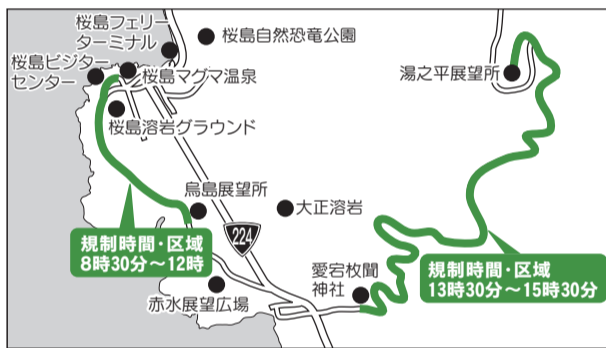 桜島フェリー
ターミナル
桜島自然恐竜公園
桜島ビジター
センター
桜島マグマ温泉
湯之平展望所
桜島溶岩グラウンド
烏島展望所
大正溶岩
224
規制時間・区域
8時30分～12時
愛宕枚聞
神社
規制時間・区域
13時30分～15時30分
赤水展望広場